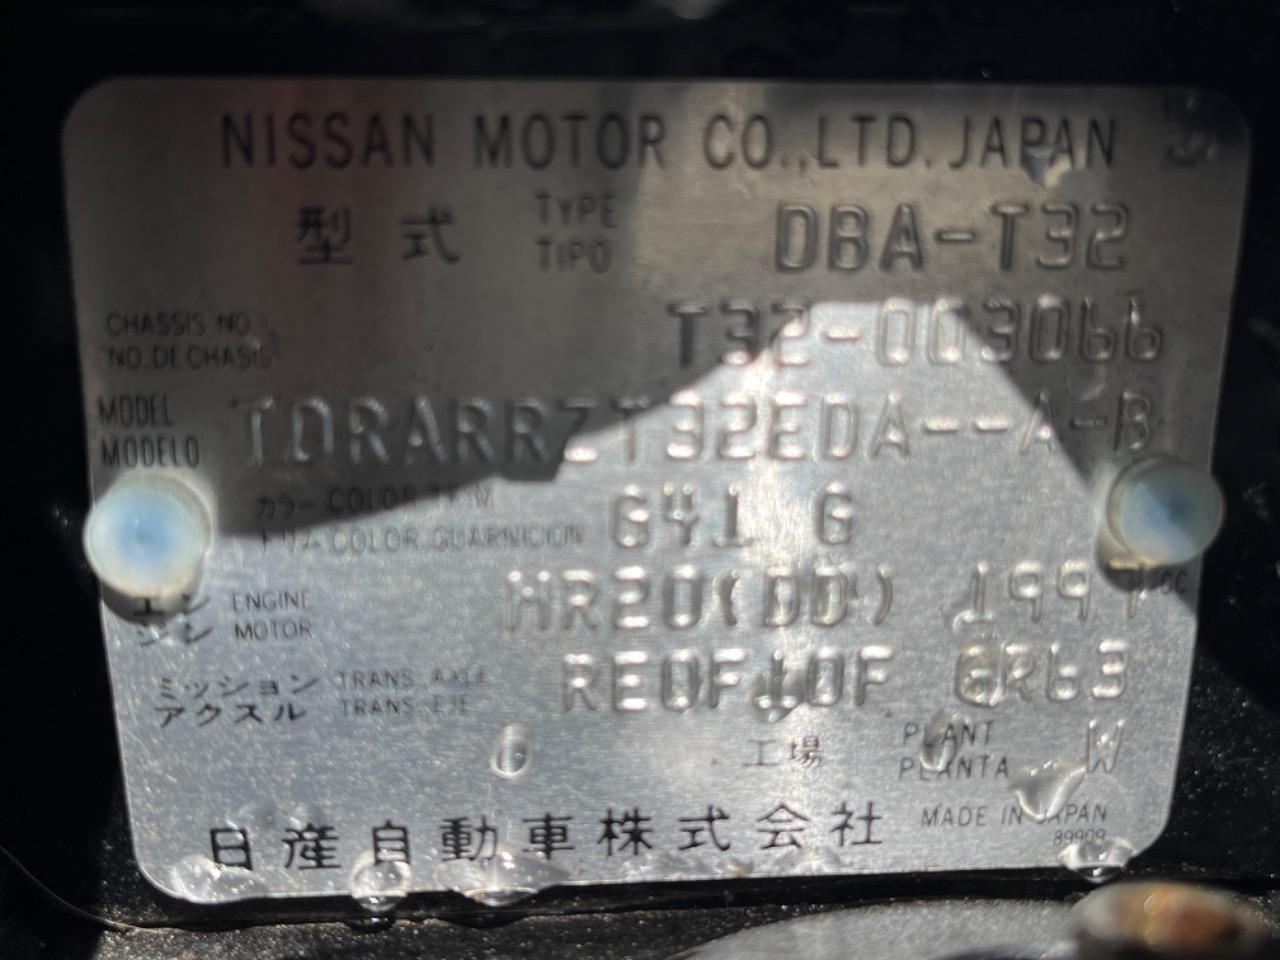 NISSAN MOTOR CO.,LTD. JAPAN
型式 TYPE TIPO DBA-T32
CHASSIS NO. NO. DE CHASIS T32-003066
MODEL MODELO TDRARRZT32EDA--A-B
カラー COLOR TRIM
トリム COLOR GUARNICION G41 G
エンジン ENGINE MOTOR MR20(DD) 1997 CC
ミッション TRANS. AXLE
アクスル TRANS. EJE RE0F10F GR63
工場 PLANT PLANTA W
日産自動車株式会社 MADE IN JAPAN
89909